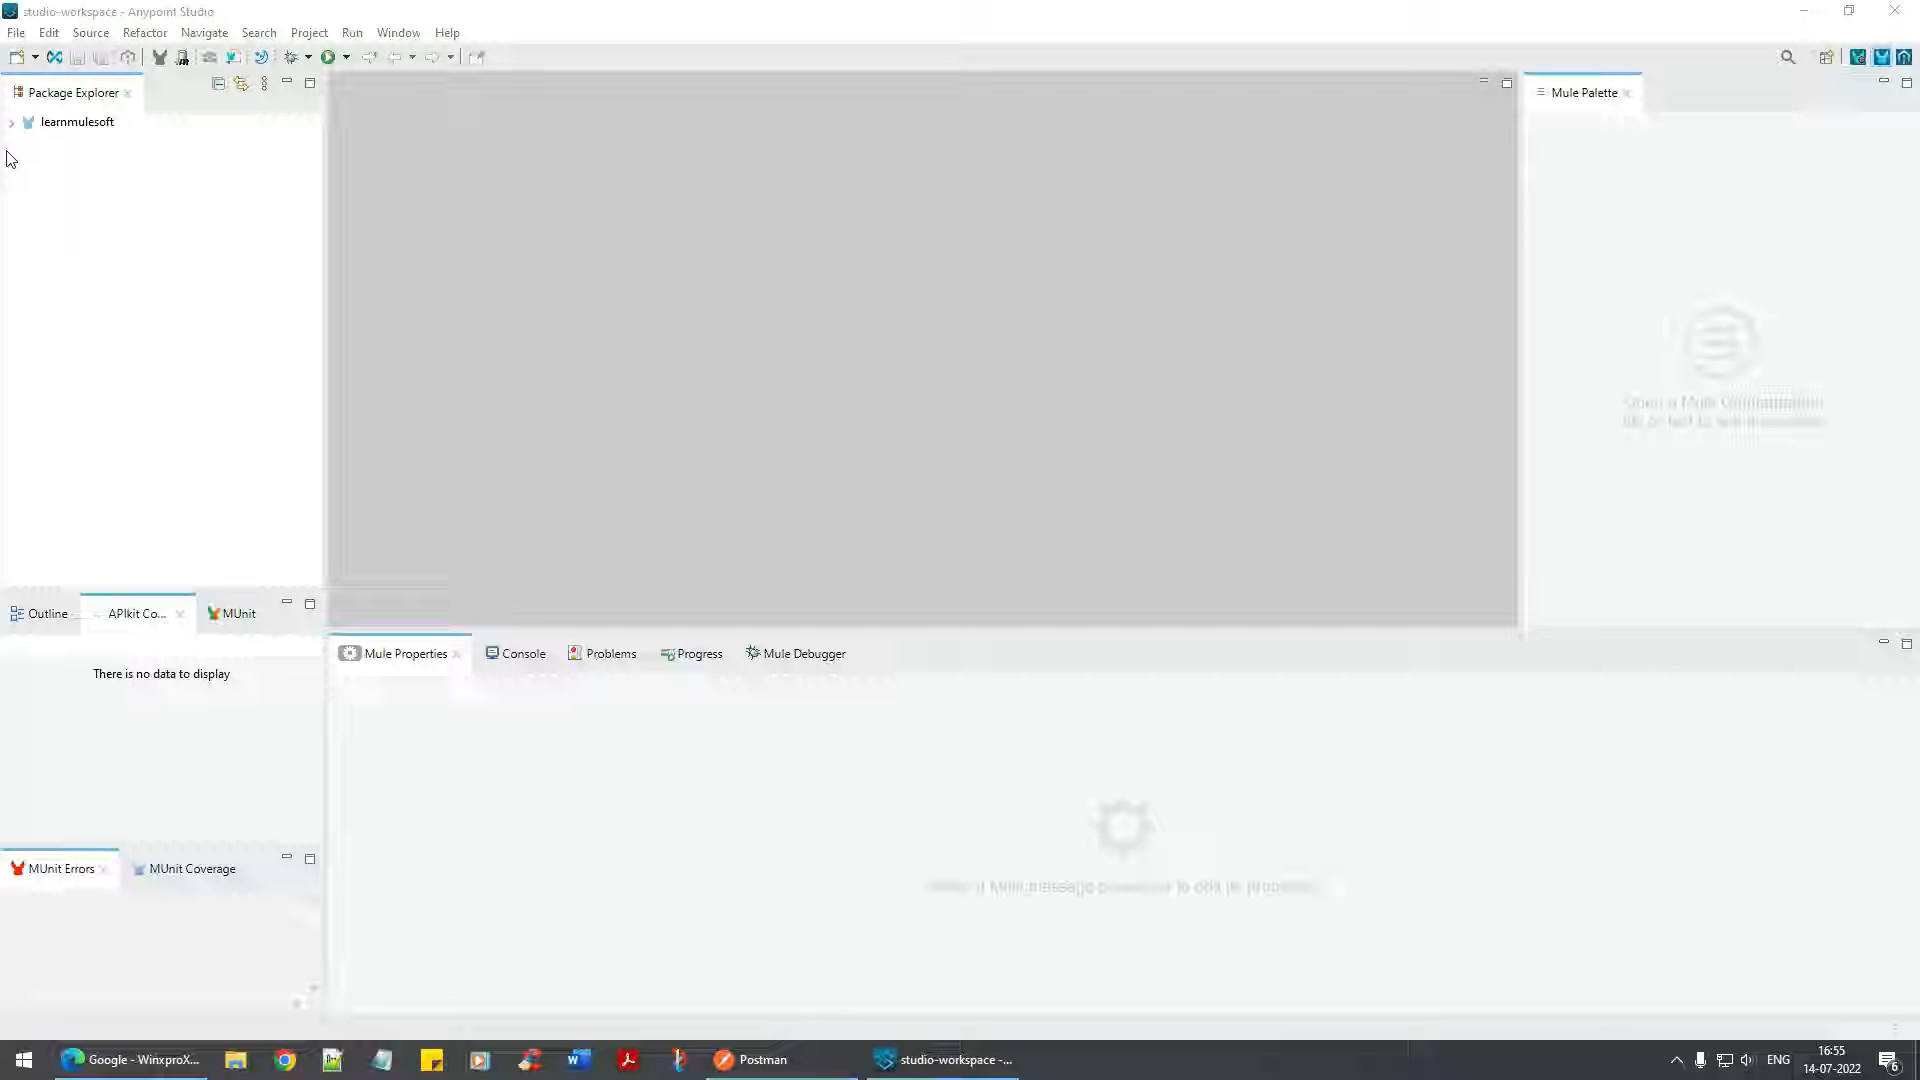 studio-workspace - Anypoint Studio
File Edit Source Refactor Navigate Search Project Run Window Help
Package Explorer
Mule Palette
learnmulesoft
Outline APIkit Co... MUnit
Mule Properties Console Problems Progress Mule Debugger
There is no data to display
MUnit Errors MUnit Coverage
Google - WinxproX... Postman studio-workspace -... ENG 16:55
14-07-2022
6